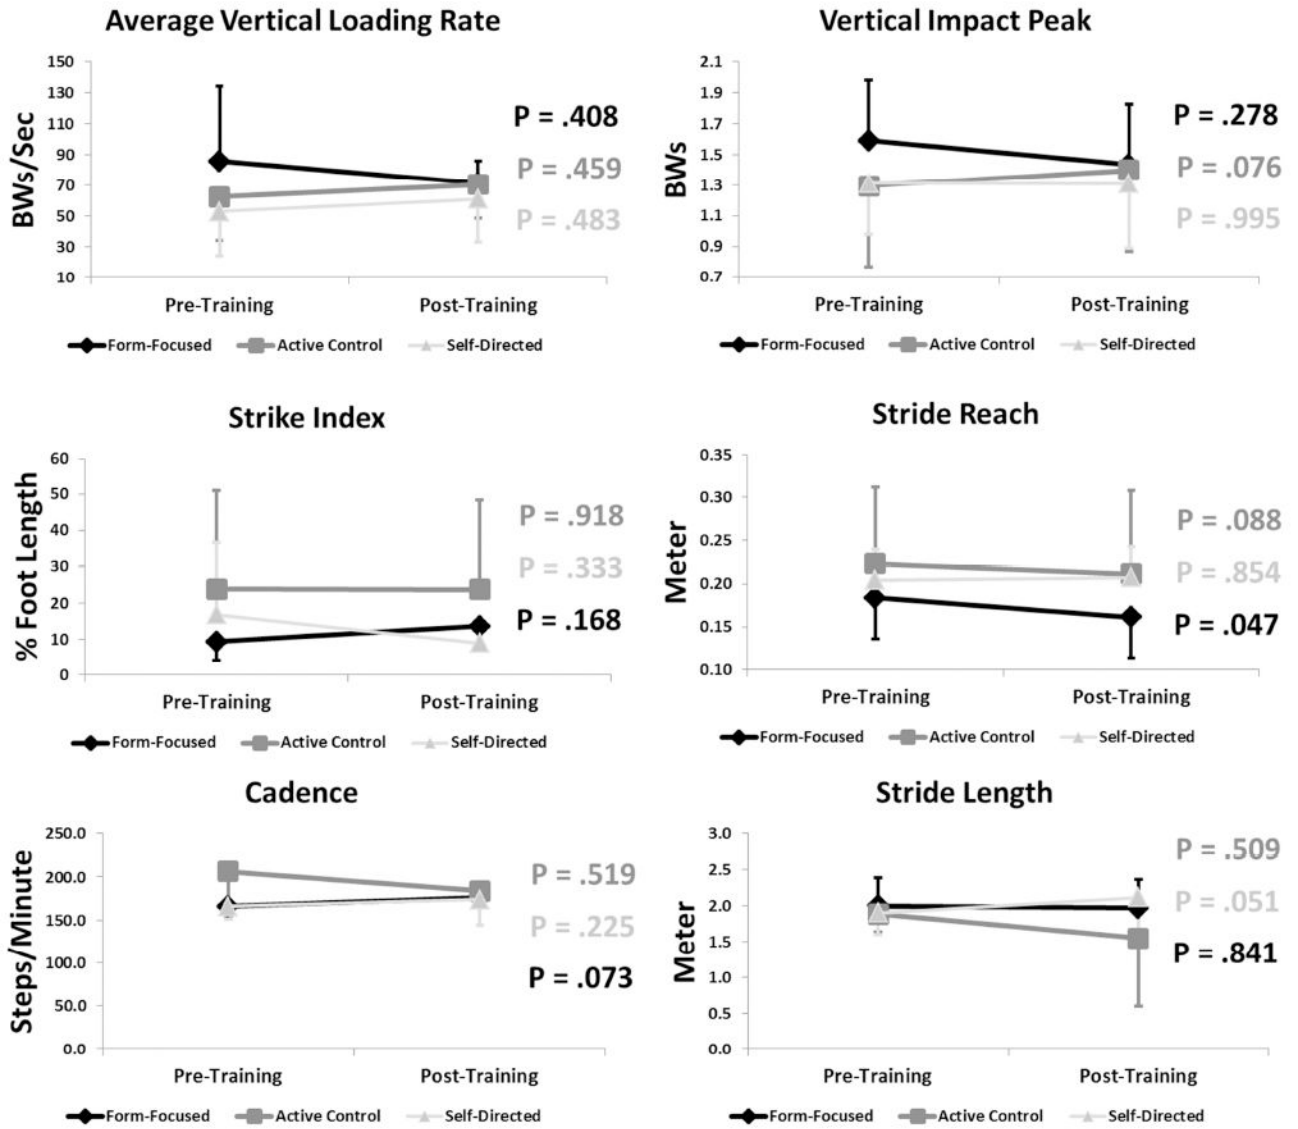 Average Vertical Loading Rate
BWs/Sec
150
130
110
90
70
50
30
10
P = .408
P = .459
P = .483
Pre-Training Post-Training
Form-Focused Active Control Self-Directed
Vertical Impact Peak
BWs
2.1
1.9
1.7
1.5
1.3
1.1
0.9
0.7
P = .278
P = .076
P = .995
Pre-Training Post-Training
Form-Focused Active Control Self-Directed
Strike Index
% Foot Length
60
50
40
30
20
10
0
P = .918
P = .333
P = .168
Pre-Training Post-Training
Form-Focused Active Control Self-Directed
Stride Reach
Meter
0.35
0.30
0.25
0.20
0.15
0.10
P = .088
P = .854
P = .047
Pre-Training Post-Training
Form-Focused Active Control Self-Directed
Cadence
Steps/Minute
250.0
200.0
150.0
100.0
50.0
0.0
P = .519
P = .225
P = .073
Pre-Training Post-Training
Form-Focused Active Control Self-Directed
Stride Length
Meter
3.0
2.5
2.0
1.5
1.0
0.5
0.0
P = .509
P = .051
P = .841
Pre-Training Post-Training
Form-Focused Active Control Self-Directed